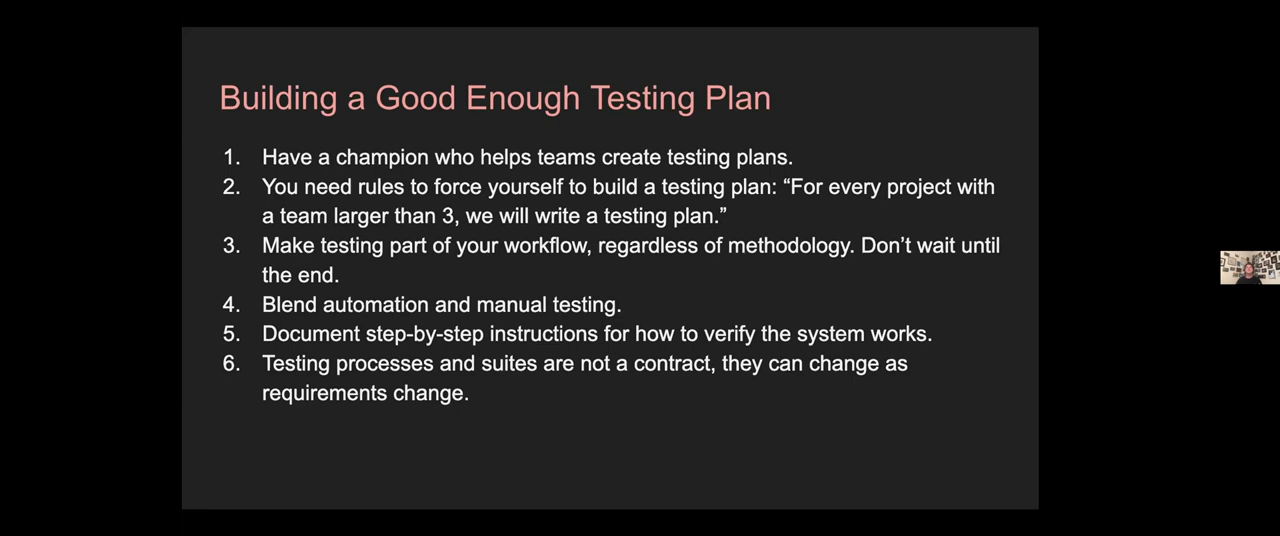 Building a Good Enough Testing Plan
1. Have a champion who helps teams create testing plans.
2. You need rules to force yourself to build a testing plan: “For every project with
a team larger than 3, we will write a testing plan.”
3. Make testing part of your workflow, regardless of methodology. Don’t wait until
the end.
4. Blend automation and manual testing.
5. Document step-by-step instructions for how to verify the system works.
6. Testing processes and suites are not a contract, they can change as
requirements change.